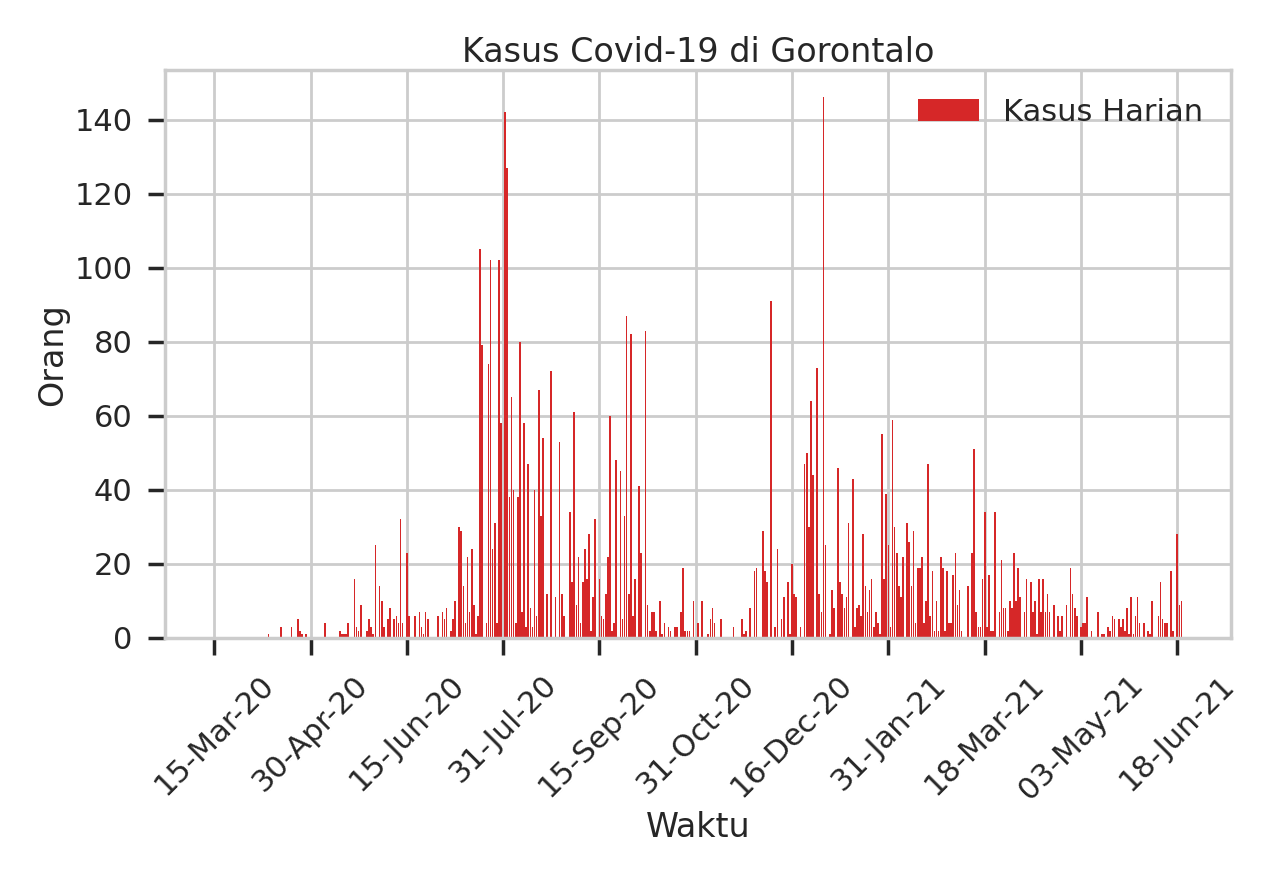 Kasus Covid-19 di Gorontalo
Kasus Harian
Orang
140
120
100
80
60
40
20
0
15-Mar-20
30-Apr-20
15-Jun-20
31-Jul-20
15-Sep-20
31-Oct-20
16-Dec-20
31-Jan-21
18-Mar-21
03-May-21
18-Jun-21
Waktu